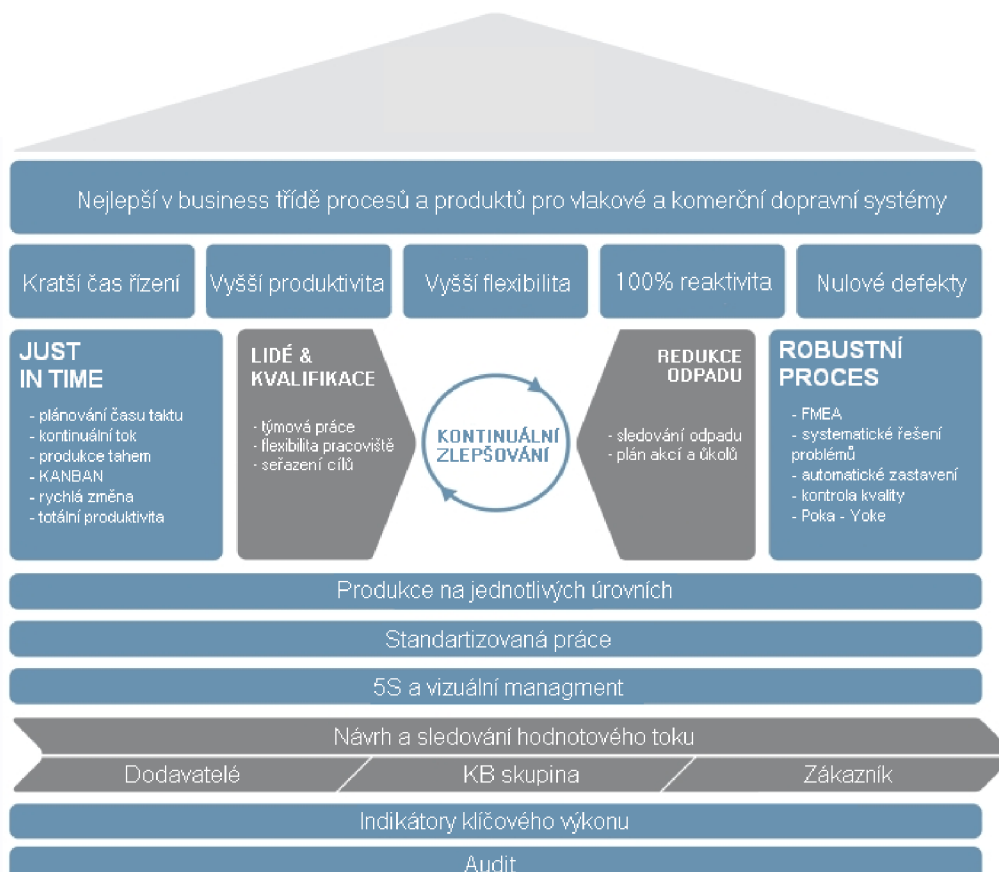 Nejlepší v business třídě procesů a produktů pro vlakové a komerční dopravní systémy
Kratší čas řízení
Vyšší produktivita
Vyšší flexibilita
100% reaktivita
Nulové defekty
JUST
IN TIME
- plánování času taktu
- kontinuální tok
- produkce tahem
- KANBAN
- rychlá změna
- totální produktivita
LIDÉ &
KVALIFIKACE
- týmová práce
- flexibilita pracoviště
- seřazení cílů
KONTINUÁLNÍ
ZLEPŠOVÁNÍ
REDUKCE
ODPADU
- sledování odpadu
- plán akcí a úkolů
ROBUSTNÍ
PROCES
- FMEA
- systematické řešení
problémů
- automatické zastavení
- kontrola kvality
- Poka - Yoke
Produkce na jednotlivých úrovních
Standartizovaná práce
5S a vizuální managment
Návrh a sledování hodnotového toku
Dodavatelé
KB skupina
Zákazník
Indikátory klíčového výkonu
Audit